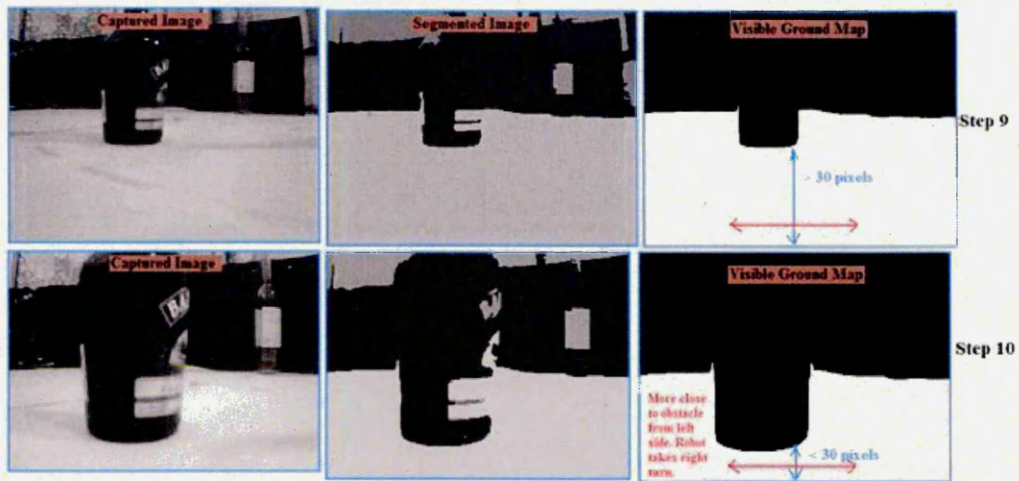 Captured Image
Segmented Image
Visible Ground Map
Step 9
> 30 pixels
Captured Image
Visible Ground Map
Step 10
More close
to obstacle
from left
side. Robot
takes right
turn.
< 30 pixels